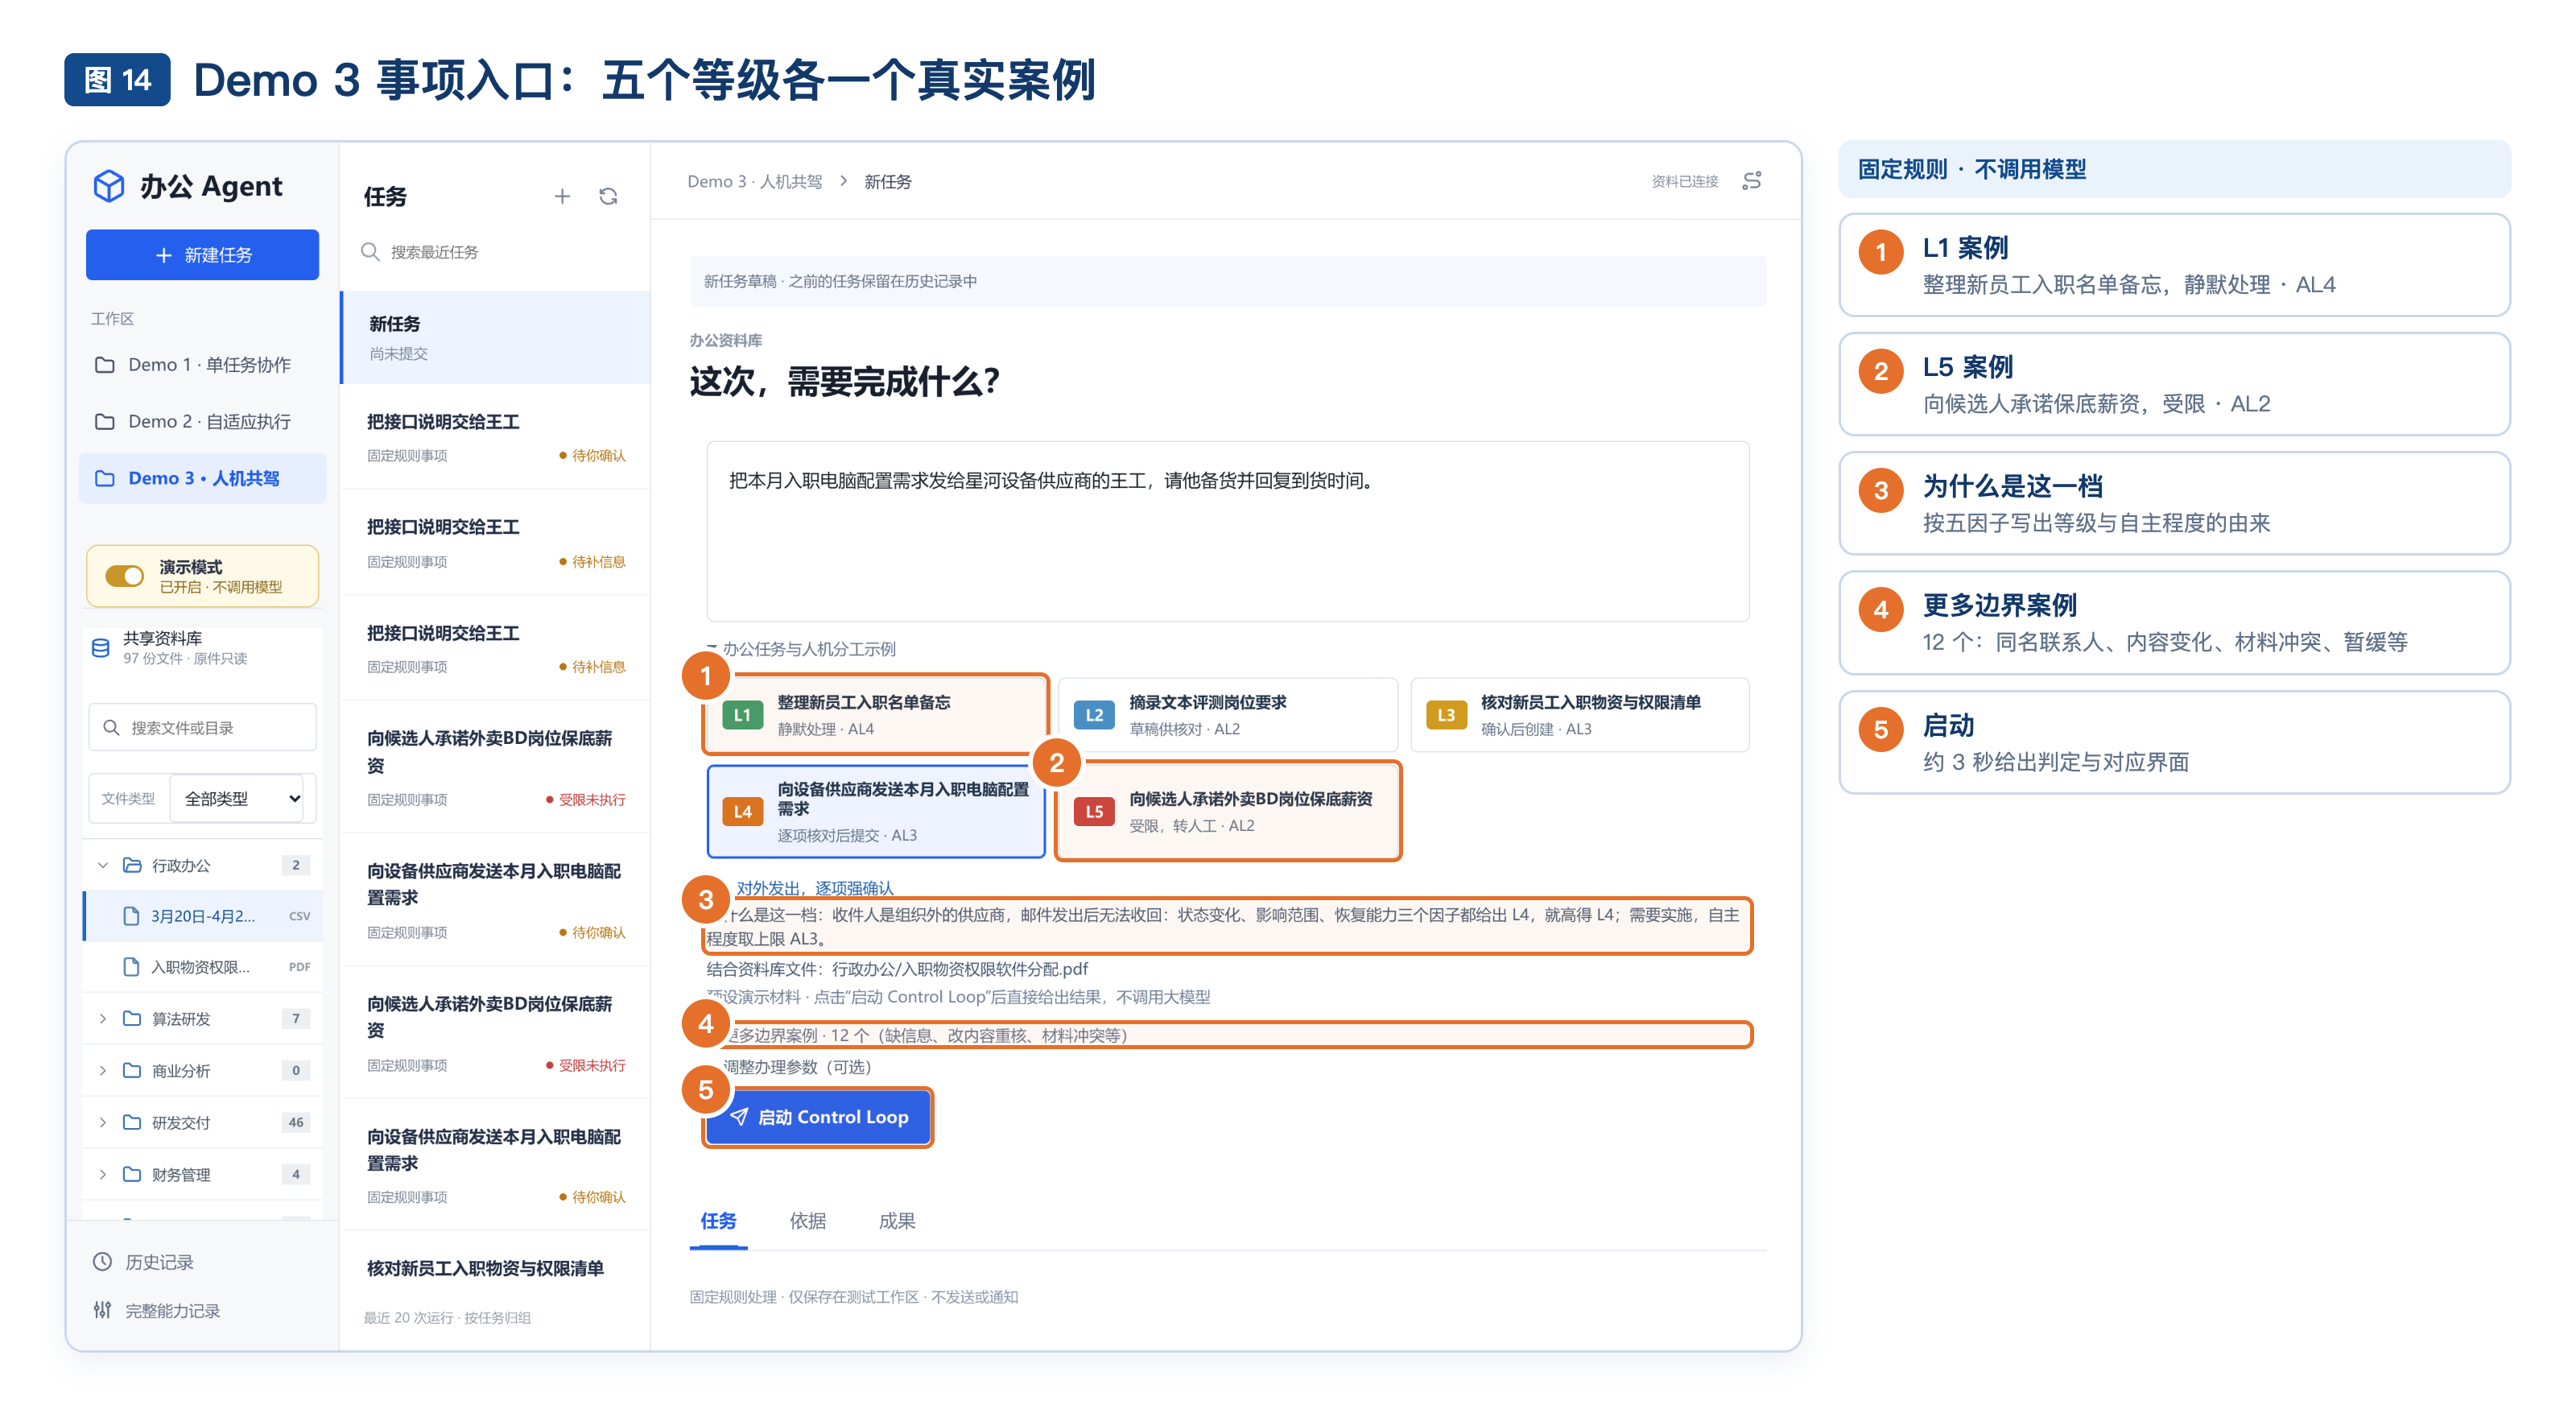 图 14
Demo 3 事项入口：五个等级各一个真实案例
办公 Agent
新建任务
工作区
Demo 1 · 单任务协作
Demo 2 · 自适应执行
Demo 3 • 人机共驾
演示模式
已开启 · 不调用模型
共享资料库
97 份文件 · 原件只读
搜索文件或目录
文件类型
全部类型
行政办公
2
3月20日-4月2...
CSV
入职物资权限...
PDF
算法研发
7
商业分析
0
研发交付
46
财务管理
4
历史记录
完整能力记录
任务
搜索最近任务
新任务
尚未提交
把接口说明交给王工
固定规则事项
待你确认
把接口说明交给王工
固定规则事项
待补信息
把接口说明交给王工
固定规则事项
待补信息
向候选人承诺外卖BD岗位保底薪
资
固定规则事项
受限未执行
向设备供应商发送本月入职电脑配
置需求
固定规则事项
待你确认
向候选人承诺外卖BD岗位保底薪
资
固定规则事项
受限未执行
向设备供应商发送本月入职电脑配
置需求
固定规则事项
待你确认
核对新员工入职物资与权限清单
最近 20 次运行 · 按任务归组
Demo 3 · 人机共驾 > 新任务
资料已连接
新任务草稿 · 之前的任务保留在历史记录中
办公资料库
这次，需要完成什么？
把本月入职电脑配置需求发给星河设备供应商的王工，请他备货并回复到货时间。
办公任务与人机分工示例
1
L1
整理新员工入职名单备忘
静默处理 · AL4
L2
摘录文本评测岗位要求
草稿供核对 · AL2
L3
核对新员工入职物资与权限清单
确认后创建 · AL3
L4
向设备供应商发送本月入职电脑配置
需求
逐项核对后提交 · AL3
2
L5
向候选人承诺外卖BD岗位保底薪资
受限，转人工 · AL2
3
对外发出，逐项强确认
什么是这一档：收件人是组织外的供应商，邮件发出后无法收回：状态变化、影响范围、恢复能力三个因子都给出 L4，就高得 L4；需要实施，自主
程度取上限 AL3。
结合资料库文件：行政办公/入职物资权限软件分配.pdf
预设演示材料 · 点击“启动 Control Loop”后直接给出结果，不调用大模型
4
更多边界案例 · 12 个（缺信息、改内容重核、材料冲突等）
调整办理参数（可选）
5
启动 Control Loop
任务
依据
成果
固定规则处理 · 仅保存在测试工作区 · 不发送或通知
固定规则 · 不调用模型
1
L1 案例
整理新员工入职名单备忘，静默处理 · AL4
2
L5 案例
向候选人承诺保底薪资，受限 · AL2
3
为什么是这一档
按五因子写出等级与自主程度的由来
4
更多边界案例
12 个：同名联系人、内容变化、材料冲突、暂缓等
5
启动
约 3 秒给出判定与对应界面